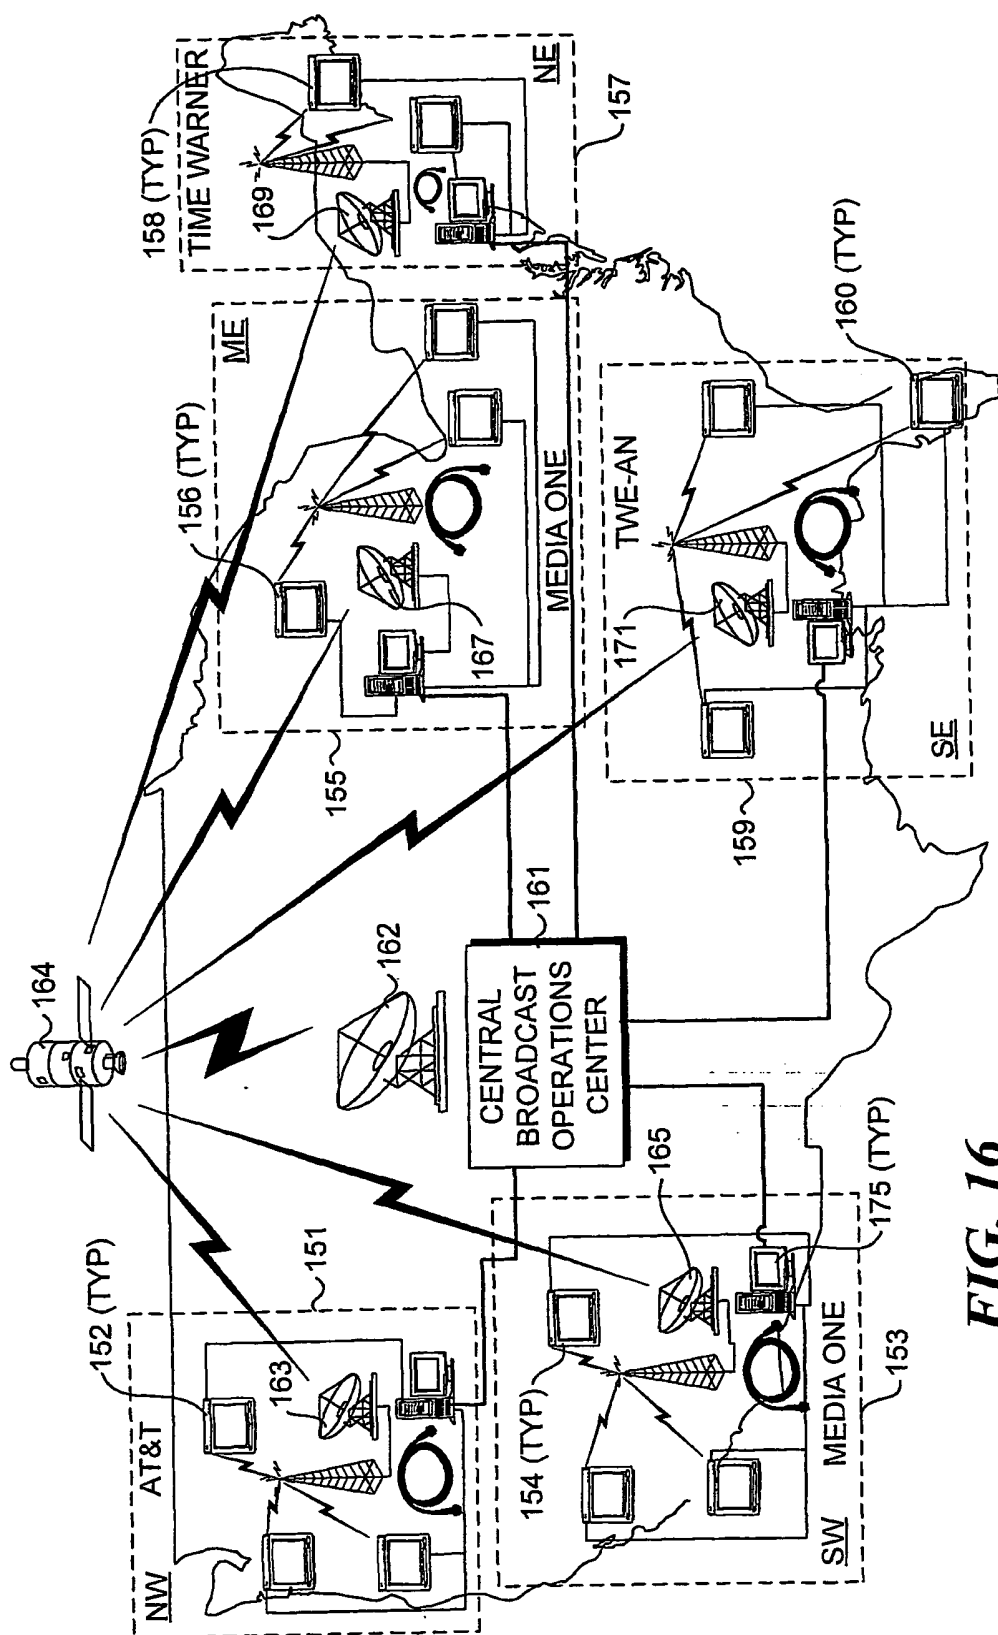 164
152 (TYP)
NW
AT&T
163
151
162
CENTRAL
BROADCAST
OPERATIONS
CENTER
161
154 (TYP)
165
175 (TYP)
SW
MEDIA ONE
153
155
156 (TYP)
ME
167
MEDIA ONE
158 (TYP)
TIME WARNER
169
NE
157
159
171
TWE-AN
SE
160 (TYP)
FIG. 16